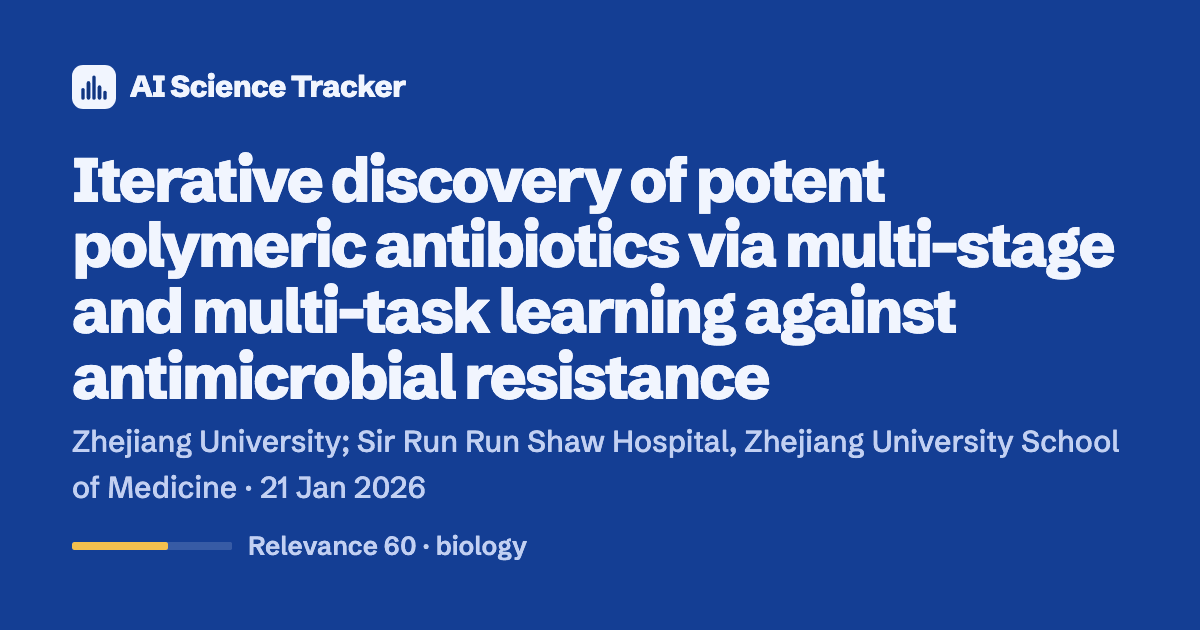 AI Science Tracker
Iterative discovery of potent
polymeric antibiotics via multi-stage
and multi-task learning against
antimicrobial resistance
Zhejiang University; Sir Run Run Shaw Hospital, Zhejiang University School
of Medicine · 21 Jan 2026
Relevance 60 · biology